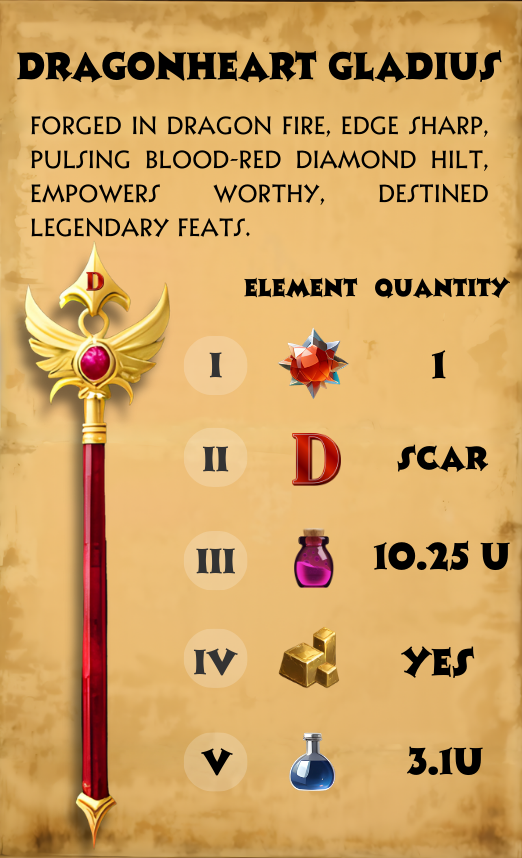 DRAGONHEART GLADIUS
FORGED IN DRAGON FIRE, EDGE SHARP,
PULSING BLOOD-RED DIAMOND HILT,
EMPOWERS WORTHY, DESTINED
LEGENDARY FEATS.
D
ELEMENT QUANTITY
I 1
II D SCAR
III 10.25 U
IV YES
V 3.1U